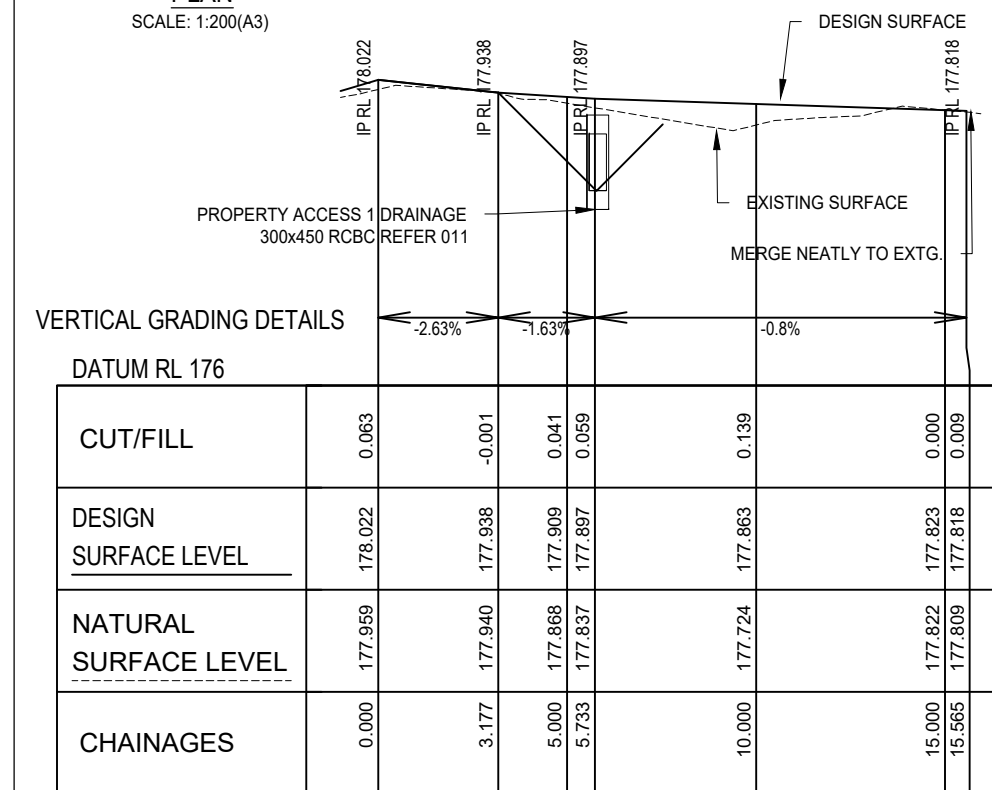 PLAN
SCALE: 1:200(A3)
DESIGN SURFACE
IP RL 178.022
IP RL 177.938
IP RL 177.897
IP RL 177.818
PROPERTY ACCESS 1 DRAINAGE
300x450 RCBC REFER 011
EXISTING SURFACE
MERGE NEATLY TO EXTG.
VERTICAL GRADING DETAILS
-2.63%
-1.63%
-0.8%
DATUM RL 176
CUT/FILL
0.063
-0.001
0.041
0.059
0.139
0.000
0.009
DESIGN
SURFACE LEVEL
178.022
177.938
177.909
177.897
177.863
177.823
177.818
NATURAL
SURFACE LEVEL
177.959
177.940
177.868
177.837
177.724
177.822
177.809
CHAINAGES
0.000
3.177
5.000
5.733
10.000
15.000
15.565